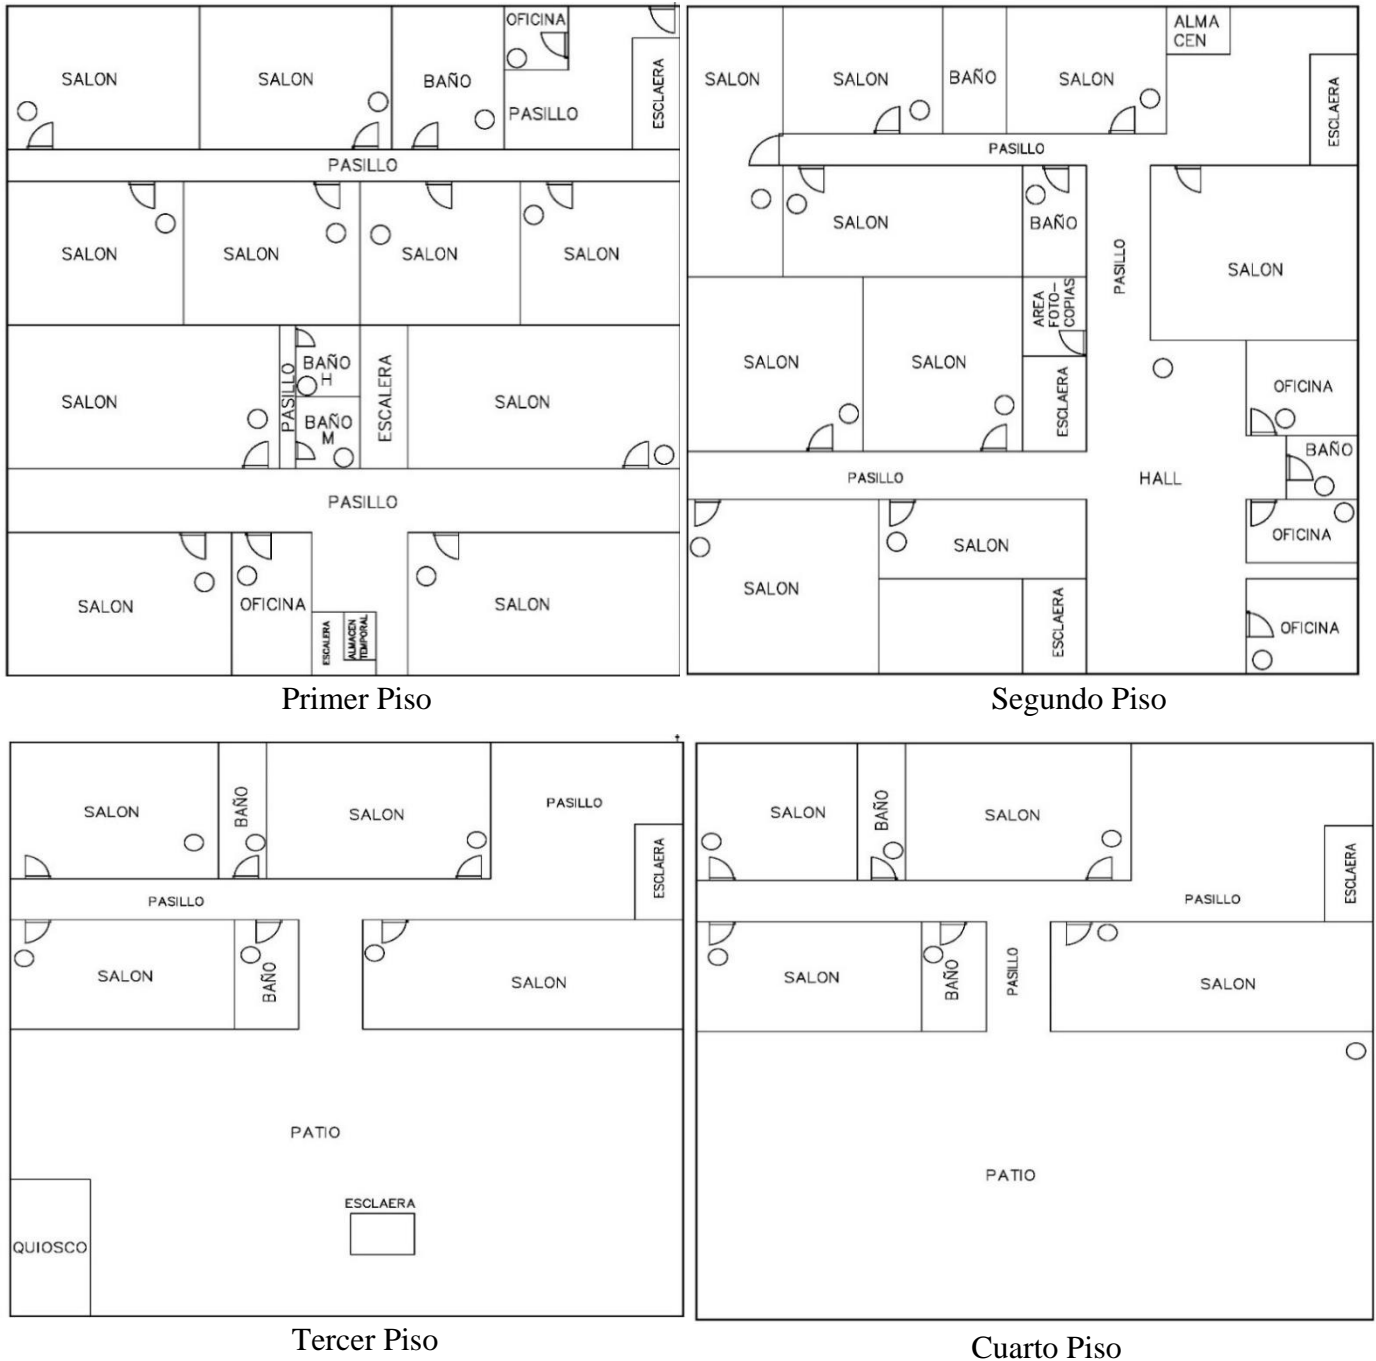 OFICINA
SALON
SALON
BAÑO
PASILLO
ESCLAERA
PASILLO
SALON
SALON
SALON
SALON
SALON
PASILLO
BAÑO
H
BAÑO
M
ESCALERA
SALON
PASILLO
SALON
OFICINA
ESCALERA
ALMACEN
TEMPORAL
SALON
Primer Piso
ALMA
CEN
SALON
SALON
BAÑO
SALON
ESCLAERA
PASILLO
SALON
BAÑO
PASILLO
SALON
AREA
FOTO-
COPIAS
SALON
SALON
ESCLAERA
OFICINA
BAÑO
PASILLO
HALL
SALON
SALON
OFICINA
ESCLAERA
OFICINA
Segundo Piso
SALON
BAÑO
SALON
PASILLO
ESCLAERA
PASILLO
SALON
BAÑO
SALON
PATIO
ESCLAERA
QUIOSCO
Tercer Piso
SALON
BAÑO
SALON
ESCLAERA
PASILLO
SALON
BAÑO
PASILLO
SALON
PATIO
Cuarto Piso